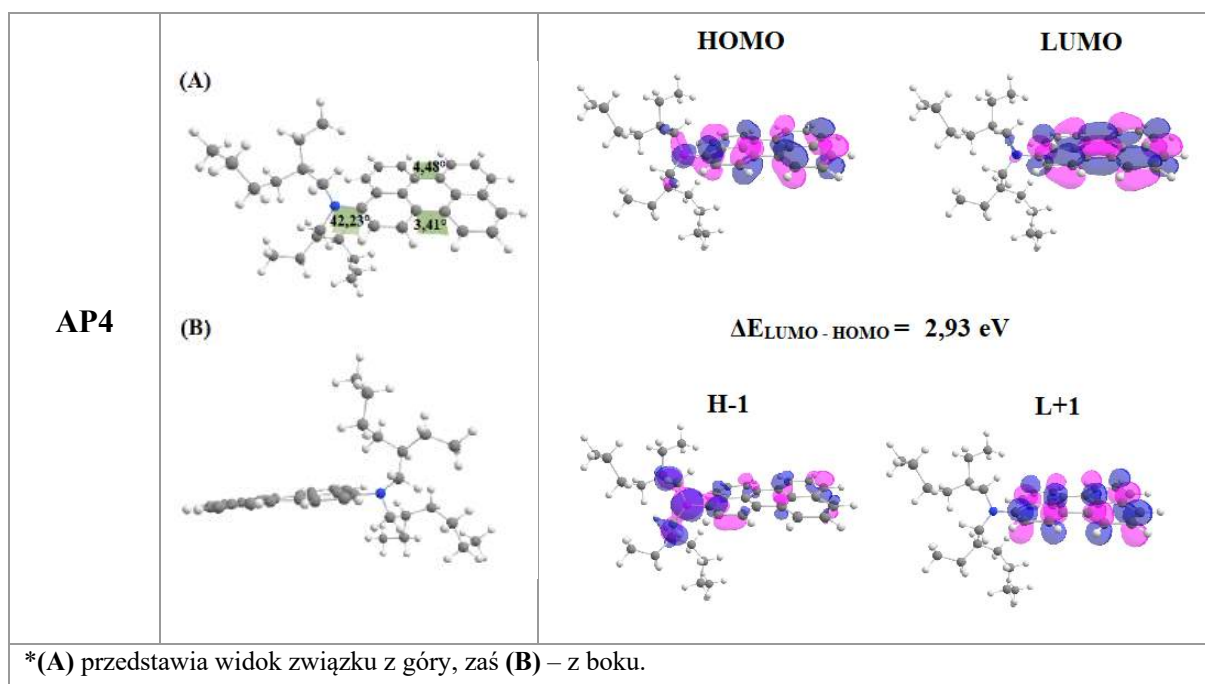 AP4
(A)
4,48°
42,23°
3,41°
(B)
HOMO
LUMO
ΔELUMO - HOMO = 2,93 eV
H-1
L+1
*(A) przedstawia widok związku z góry, zaś (B) – z boku.